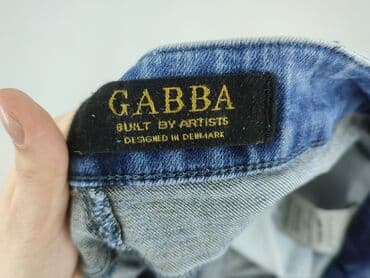 GABBA
BUILT BY ARTISTS
- DESIGNED IN DENMARK